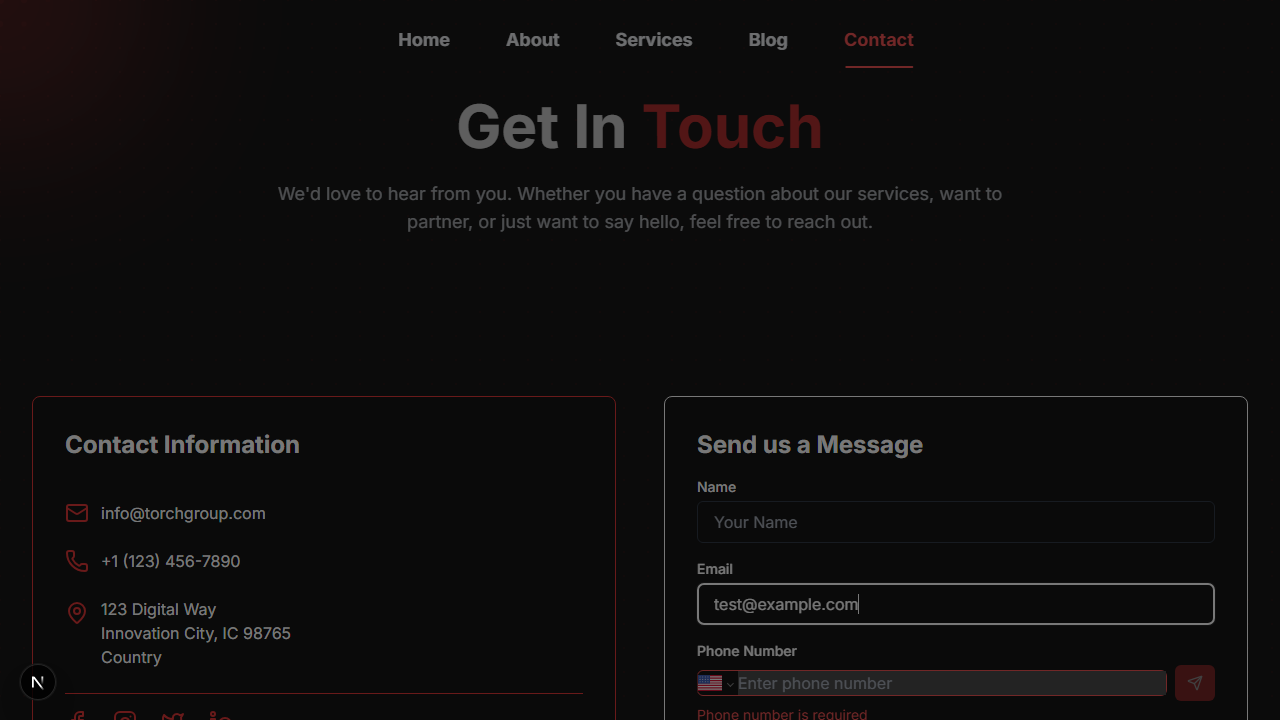 Home About Services Blog Contact
Get In Touch
We'd love to hear from you. Whether you have a question about our services, want to
partner, or just want to say hello, feel free to reach out.
Contact Information
info@torchgroup.com
+1 (123) 456-7890
123 Digital Way
Innovation City, IC 98765
Country
N
Send us a Message
Name
Your Name
Email
test@example.com
Phone Number
Enter phone number
Phone number is required